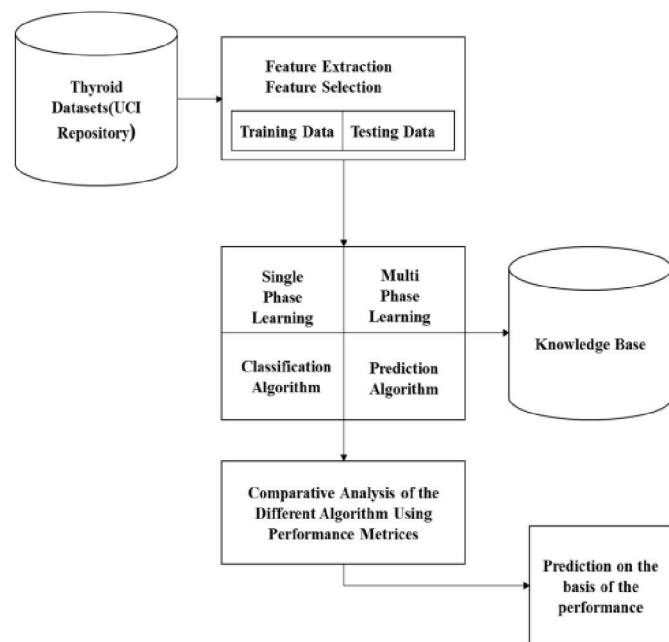 Thyroid
Datasets(UCI
Repository)
Feature Extraction
Feature Selection
Training Data
Testing Data
Single
Phase
Learning
Multi
Phase
Learning
Classification
Algorithm
Prediction
Algorithm
Knowledge Base
Comparative Analysis of the
Different Algorithm Using
Performance Metrices
Prediction on the
basis of the
performance